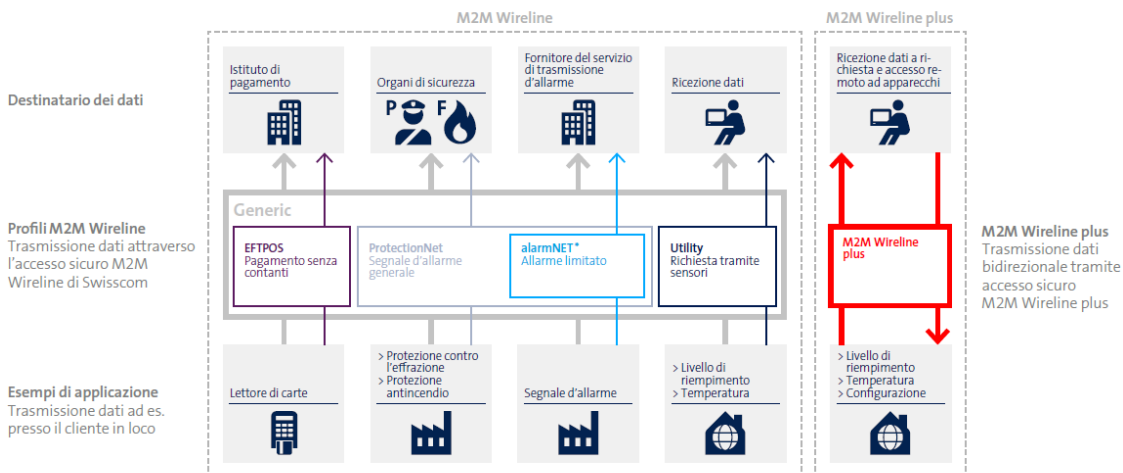 M2M Wireline
M2M Wireline plus
Destinatario dei dati
Istituto di
pagamento
Organi di sicurezza
P F
Fornitore del servizio
di trasmissione
d'allarme
Ricezione dati
Ricezione dati a ri-
chiesta e accesso re-
moto ad apparecchi
Profili M2M Wireline
Trasmissione dati attraverso
l'accesso sicuro M2M
Wireline di Swisscom
Generic
EFTPOS
Pagamento senza
contanti
ProtectionNet
Segnale d'allarme
generale
alarmNET*
Allarme limitato
Utility
Richiesta tramite
sensori
M2M Wireline
plus
M2M Wireline plus
Trasmissione dati
bidirezionale tramite
accesso sicuro
M2M Wireline plus
Esempi di applicazione
Trasmissione dati ad es.
presso il cliente in loco
Lettore di carte
> Protezione contro
l'effrazione
> Protezione
antincendio
Segnale d'allarme
> Livello di
riempimento
> Temperatura
> Livello di
riempimento
> Temperatura
> Configurazione